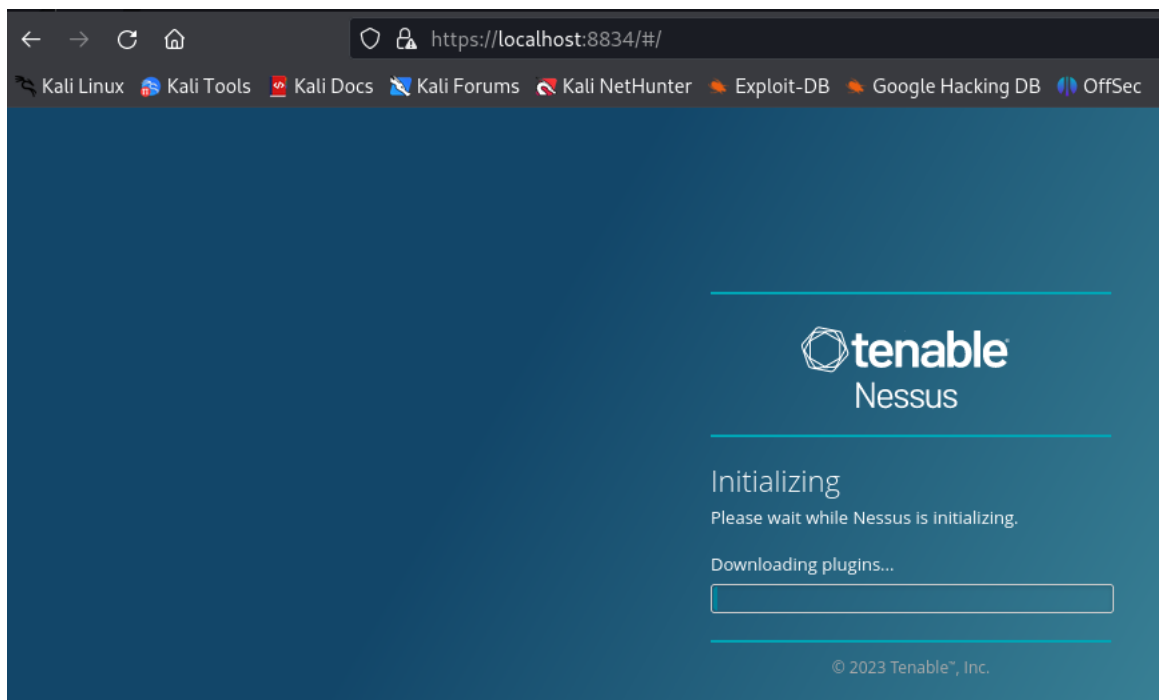 https://localhost:8834/#/
Kali Linux Kali Tools Kali Docs Kali Forums Kali NetHunter Exploit-DB Google Hacking DB OffSec
tenable
Nessus
Initializing
Please wait while Nessus is initializing.
Downloading plugins...
© 2023 Tenable™, Inc.